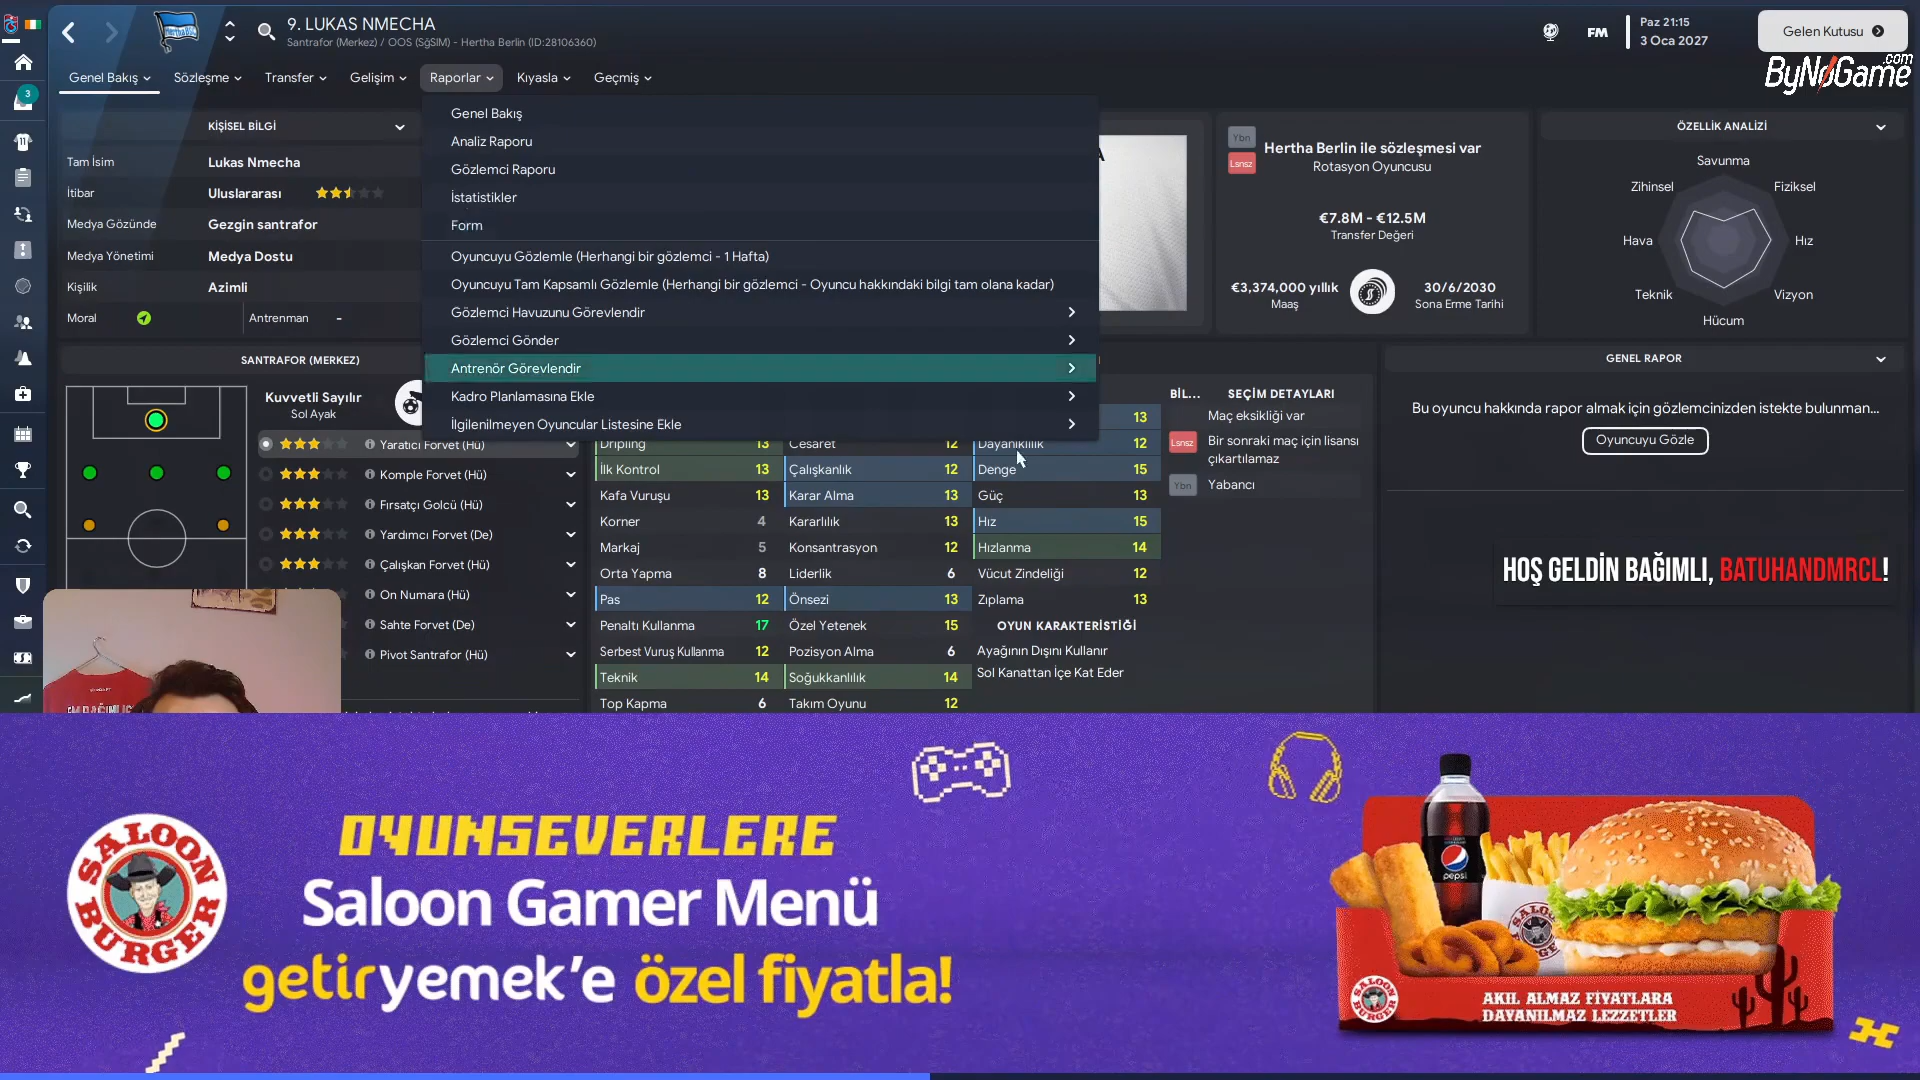 9. LUKAS NMECHA
Santrafor (Merkez) / OOS (SğSIM) - Hertha Berlin (ID:28106360)
FM
Paz 21:15
3 Oca 2027
Gelen Kutusu
ByNoGame.com
3
Genel Bakış
Sözleşme
Transfer
Gelişim
Raporlar
Kıyasla
Geçmiş
KİŞİSEL BİLGİ
Tam İsim Lukas Nmecha
İtibar Uluslararası
Medya Gözünde Gezgin santrafor
Medya Yönetimi Medya Dostu
Kişilik Azimli
Moral
Antrenman -
Genel Bakış
Analiz Raporu
Gözlemci Raporu
İstatistikler
Form
Oyuncuyu Gözlemle (Herhangi bir gözlemci - 1 Hafta)
Oyuncuyu Tam Kapsamlı Gözlemle (Herhangi bir gözlemci - Oyuncu hakkındaki bilgi tam olana kadar)
Gözlemci Havuzunu Görevlendir
Gözlemci Gönder
Antrenör Görevlendir
Kadro Planlamasına Ekle
İlgilenilmeyen Oyuncular Listesine Ekle
Ybn
Lsnsz
Hertha Berlin ile sözleşmesi var
Rotasyon Oyuncusu
€7.8M - €12.5M
Transfer Değeri
€3,374,000 yıllık
Maaş
30/6/2030
Sona Erme Tarihi
ÖZELLİK ANALİZİ
Savunma
Zihinsel
Fiziksel
Hava
Hız
Teknik
Vizyon
Hücum
SANTRAFOR (MERKEZ)
Kuvvetli Sayılır
Sol Ayak
Yaratıcı Forvet (Hü)
Komple Forvet (Hü)
Fırsatçı Golcü (Hü)
Yardımcı Forvet (De)
Çalışkan Forvet (Hü)
On Numara (Hü)
Sahte Forvet (De)
Pivot Santrafor (Hü)
Dripling 13
İlk Kontrol 13
Kafa Vuruşu 13
Korner 4
Markaj 5
Orta Yapma 8
Pas 12
Penaltı Kullanma 17
Serbest Vuruş Kullanma 12
Teknik 14
Top Kapma 6
Cesaret 12
Çalışkanlık 12
Karar Alma 13
Kararlılık 13
Konsantrasyon 12
Liderlik 6
Önsezi 13
Özel Yetenek 15
Pozisyon Alma 6
Soğukkanlılık 14
Takım Oyunu 12
13
Dayanıklılık 12
Denge 15
Güç 13
Hız 15
Hızlanma 14
Vücut Zindeliği 12
Zıplama 13
OYUN KARAKTERİSTİĞİ
Ayağının Dışını Kullanır
Sol Kanattan İçe Kat Eder
BİL...
SEÇİM DETAYLARI
Maç eksikliği var
Lsnsz
Bir sonraki maç için lisansı
çıkartılamaz
Ybn
Yabancı
GENEL RAPOR
Bu oyuncu hakkında rapor almak için gözlemcinizden istekte bulunman...
Oyuncuyu Gözle
HOŞ GELDİN BAĞIMLI, BATUHANDMRCL!
SALOON
BURGER
OYUNSEVERLERE
Saloon Gamer Menü
getiryemek'e özel fiyatla!
pepsi
SALOON
BURGER
AKIL ALMAZ FİYATLARA
DAYANILMAZ LEZZETLER